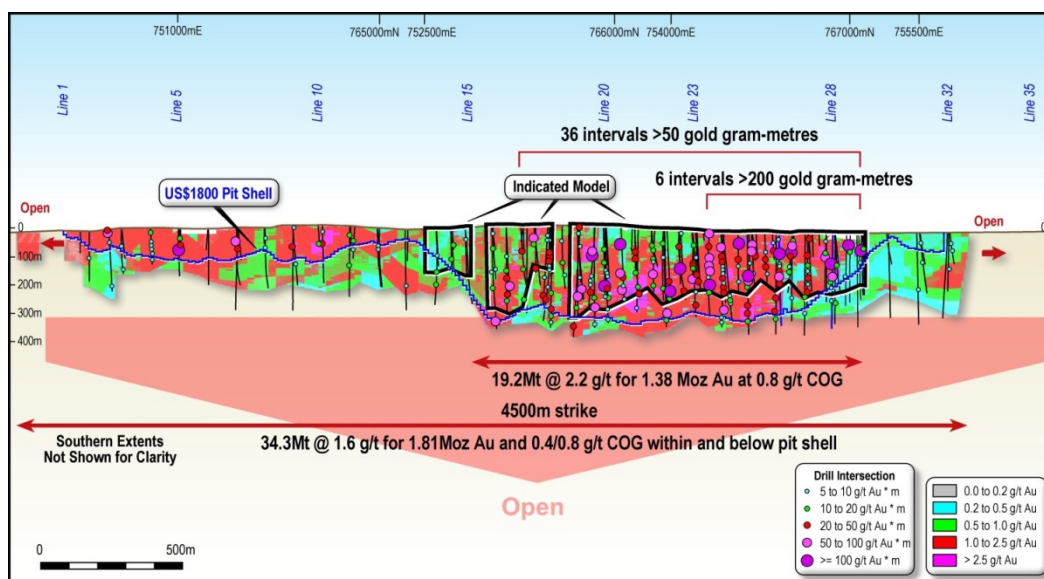 751000mE
765000mN 752500mE
766000mN 754000mE
767000mN 755500mE
Line 1
Line 5
Line 10
Line 15
Line 20
Line 23
Line 28
Line 32
Line 35
36 intervals >50 gold gram-metres
6 intervals >200 gold gram-metres
US$1800 Pit Shell
Indicated Model
Open
Open
0
100m
200m
300m
400m
0
19.2Mt @ 2.2 g/t for 1.38 Moz Au at 0.8 g/t COG
4500m strike
34.3Mt @ 1.6 g/t for 1.81Moz Au and 0.4/0.8 g/t COG within and below pit shell
Southern Extents
Not Shown for Clarity
Open
0 500m
Drill Intersection
5 to 10 g/t Au * m
10 to 20 g/t Au * m
20 to 50 g/t Au * m
50 to 100 g/t Au * m
>= 100 g/t Au * m
0.0 to 0.2 g/t Au
0.2 to 0.5 g/t Au
0.5 to 1.0 g/t Au
1.0 to 2.5 g/t Au
> 2.5 g/t Au